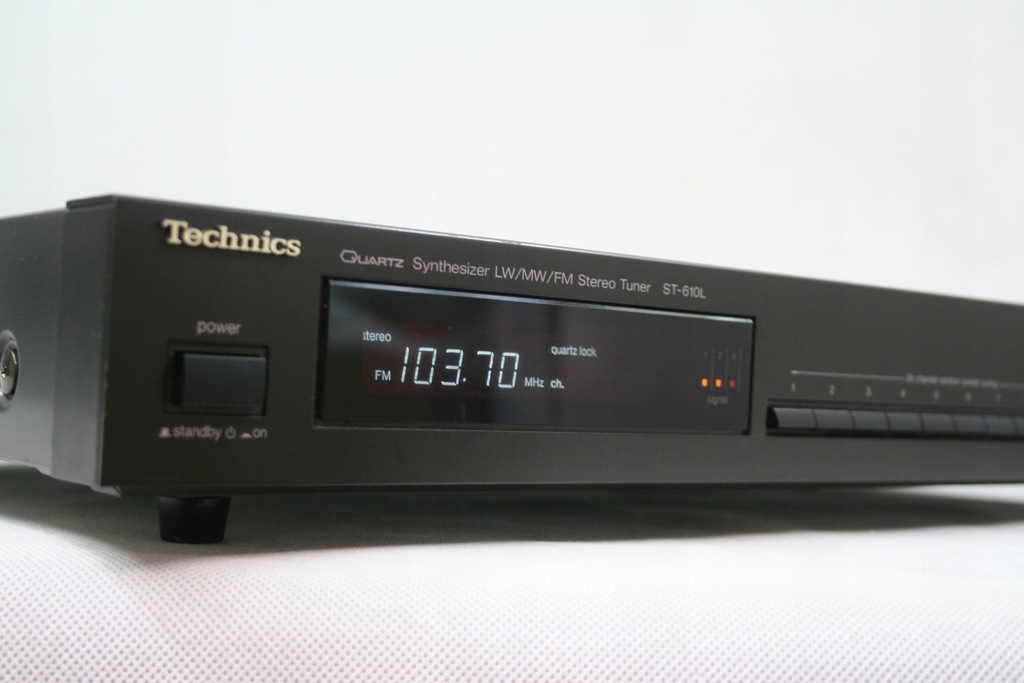 Technics
QUARTZ Synthesizer LW/MW/FM Stereo Tuner ST-610L
power
standby on
stereo
quartz lock
FM 103.70 MHz ch.
1 2 3
signal
1 2 3 4 5 6